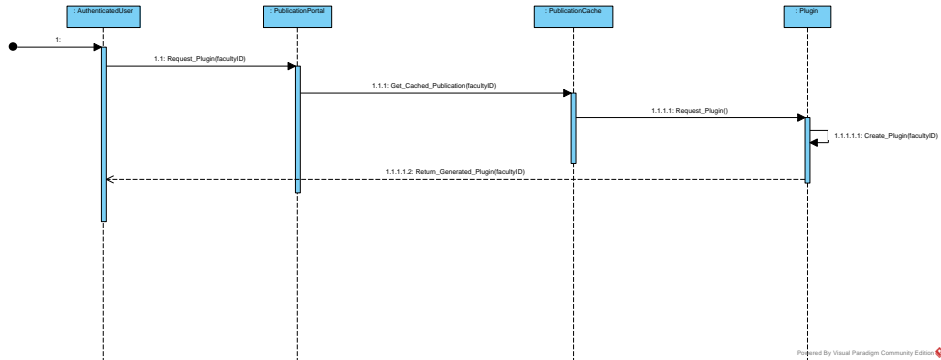 : AuthenticatedUser
: PublicationPortal
: PublicationCache
: Plugin
1:
1.1: Request_Plugin(facultyID)
1.1.1: Get_Cached_Publication(facultyID)
1.1.1.1: Request_Plugin()
1.1.1.1.1: Create_Plugin(facultyID)
1.1.1.1.2: Return_Generated_Plugin(facultyID)
Powered By Visual Paradigm Community Edition